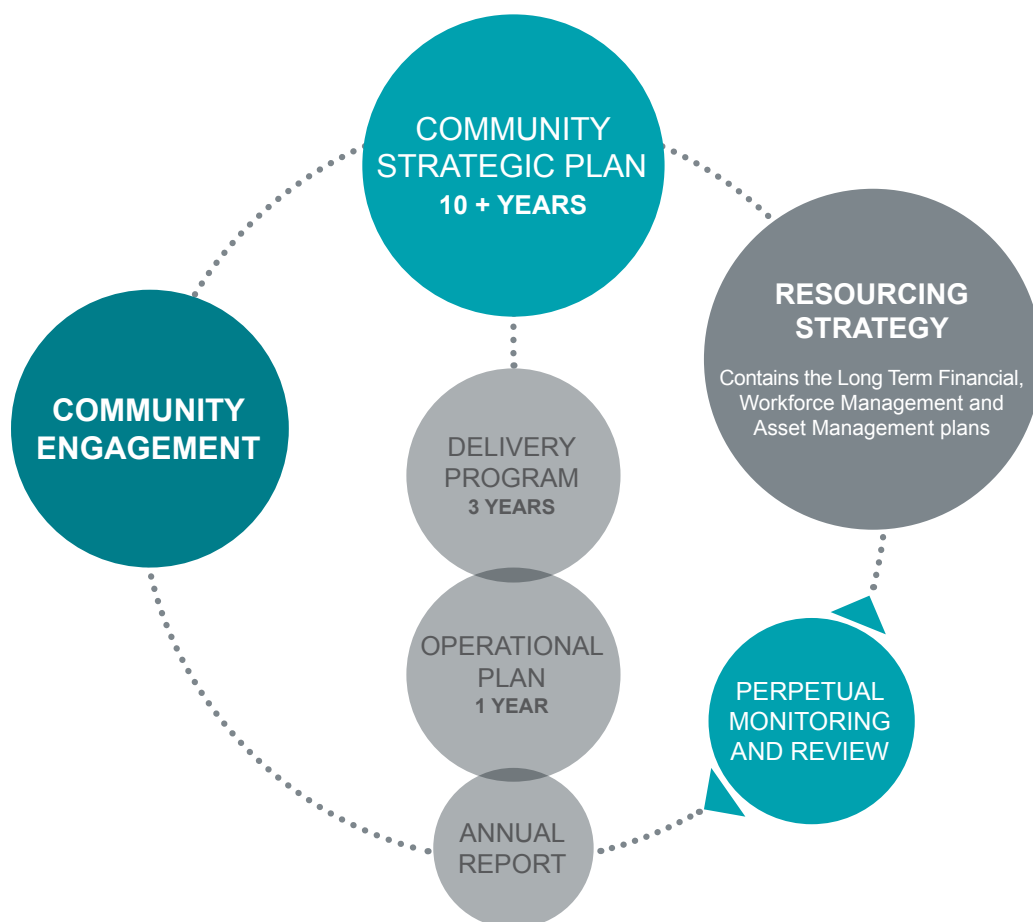 COMMUNITY
STRATEGIC PLAN
10 + YEARS
RESOURCING
STRATEGY
Contains the Long Term Financial,
Workforce Management and
Asset Management plans
COMMUNITY
ENGAGEMENT
DELIVERY
PROGRAM
3 YEARS
OPERATIONAL
PLAN
1 YEAR
PERPETUAL
MONITORING
AND REVIEW
ANNUAL
REPORT